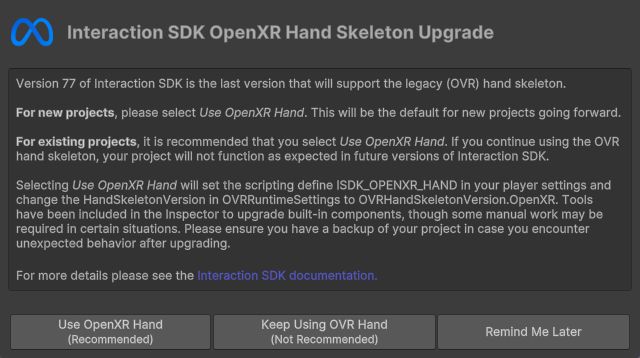 Interaction SDK OpenXR Hand Skeleton Upgrade
Version 77 of Interaction SDK is the last version that will support the legacy (OVR) hand skeleton.
For new projects, please select Use OpenXR Hand. This will be the default for new projects going forward.
For existing projects, it is recommended that you select Use OpenXR Hand. If you continue using the OVR
hand skeleton, your project will not function as expected in future versions of Interaction SDK.
Selecting Use OpenXR Hand will set the scripting define ISDK_OPENXR_HAND in your player settings and
change the HandSkeletonVersion in OVRRuntimeSettings to OVRHandSkeletonVersion.OpenXR. Tools
have been included in the Inspector to upgrade built-in components, though some manual work may be
required in certain situations. Please ensure you have a backup of your project in case you encounter
unexpected behavior after upgrading.
For more details please see the Interaction SDK documentation.
Use OpenXR Hand
(Recommended)
Keep Using OVR Hand
(Not Recommended)
Remind Me Later